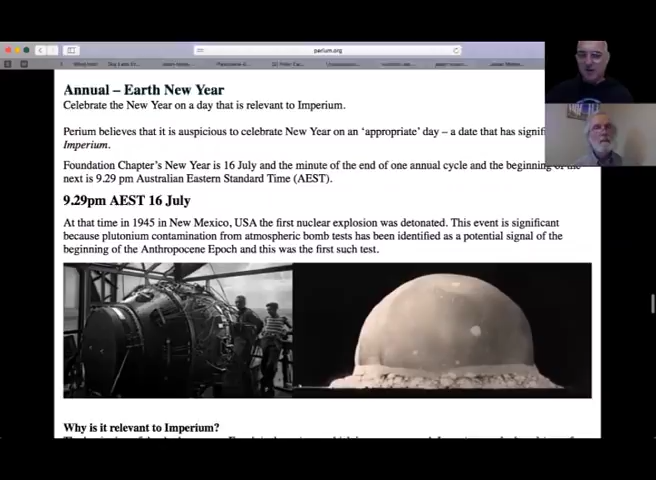 perium.org
Annual – Earth New Year
Celebrate the New Year on a day that is relevant to Imperium.
Perium believes that it is auspicious to celebrate New Year on an ‘appropriate’ day – a date that has signif
Imperium.
Foundation Chapter’s New Year is 16 July and the minute of the end of one annual cycle and the beginning of the
next is 9.29 pm Australian Eastern Standard Time (AEST).
9.29pm AEST 16 July
At that time in 1945 in New Mexico, USA the first nuclear explosion was detonated. This event is significant
because plutonium contamination from atmospheric bomb tests has been identified as a potential signal of the
beginning of the Anthropocene Epoch and this was the first such test.
Why is it relevant to Imperium?